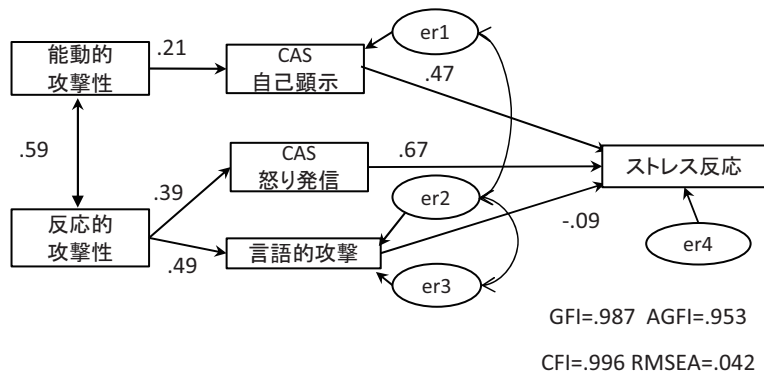 能動的
攻撃性
.21
CAS
自己顕示
er1
.47
.59
CAS
怒り発信
.67
ストレス反応
.39
反応的
攻撃性
.49
言語的攻撃
er2
-.09
er3
er4
GFI=.987 AGFI=.953
CFI=.996 RMSEA=.042